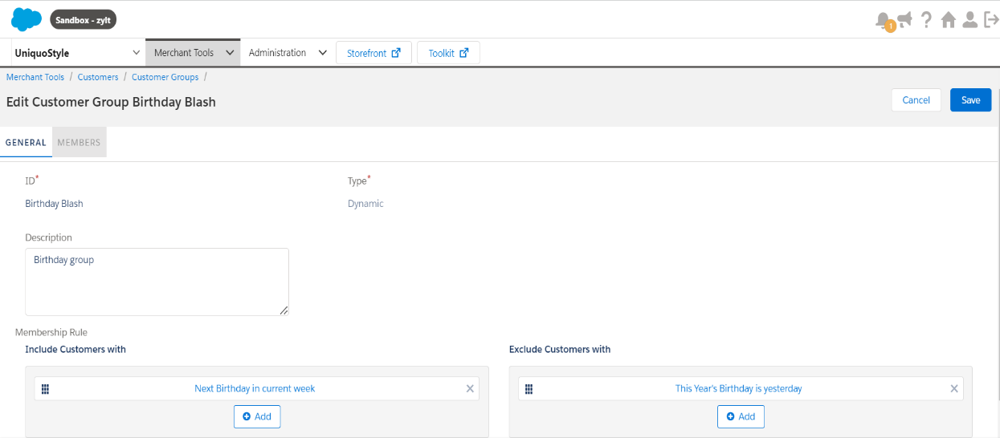 Sandbox - zylt
1
UniquoStyle
Merchant Tools
Administration
Storefront
Toolkit
Merchant Tools / Customers / Customer Groups /
Edit Customer Group Birthday Blash
Cancel
Save
GENERAL
MEMBERS
ID*
Type*
Birthday Blash
Dynamic
Description
Birthday group
Membership Rule
Include Customers with
Exclude Customers with
Next Birthday in current week
This Year's Birthday is yesterday
Add
Add